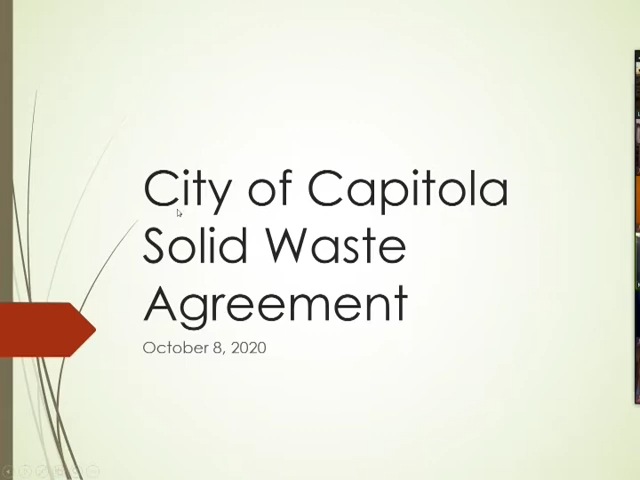 City of Capitola
Solid Waste
Agreement
October 8, 2020